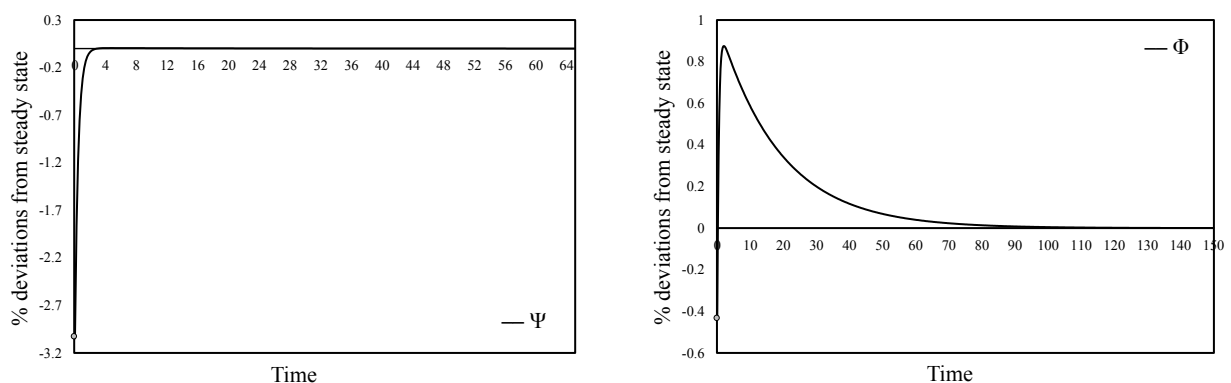 % deviations from steady state
0.3
-0.2
-0.7
-1.2
-1.7
-2.2
-2.7
-3.2
0 4 8 12 16 20 24 28 32 36 40 44 48 52 56 60 64
Ψ
Time
% deviations from steady state
1
0.8
0.6
0.4
0.2
0
-0.2
-0.4
-0.6
0 10 20 30 40 50 60 70 80 90 100 110 120 130 140 150
Φ
Time